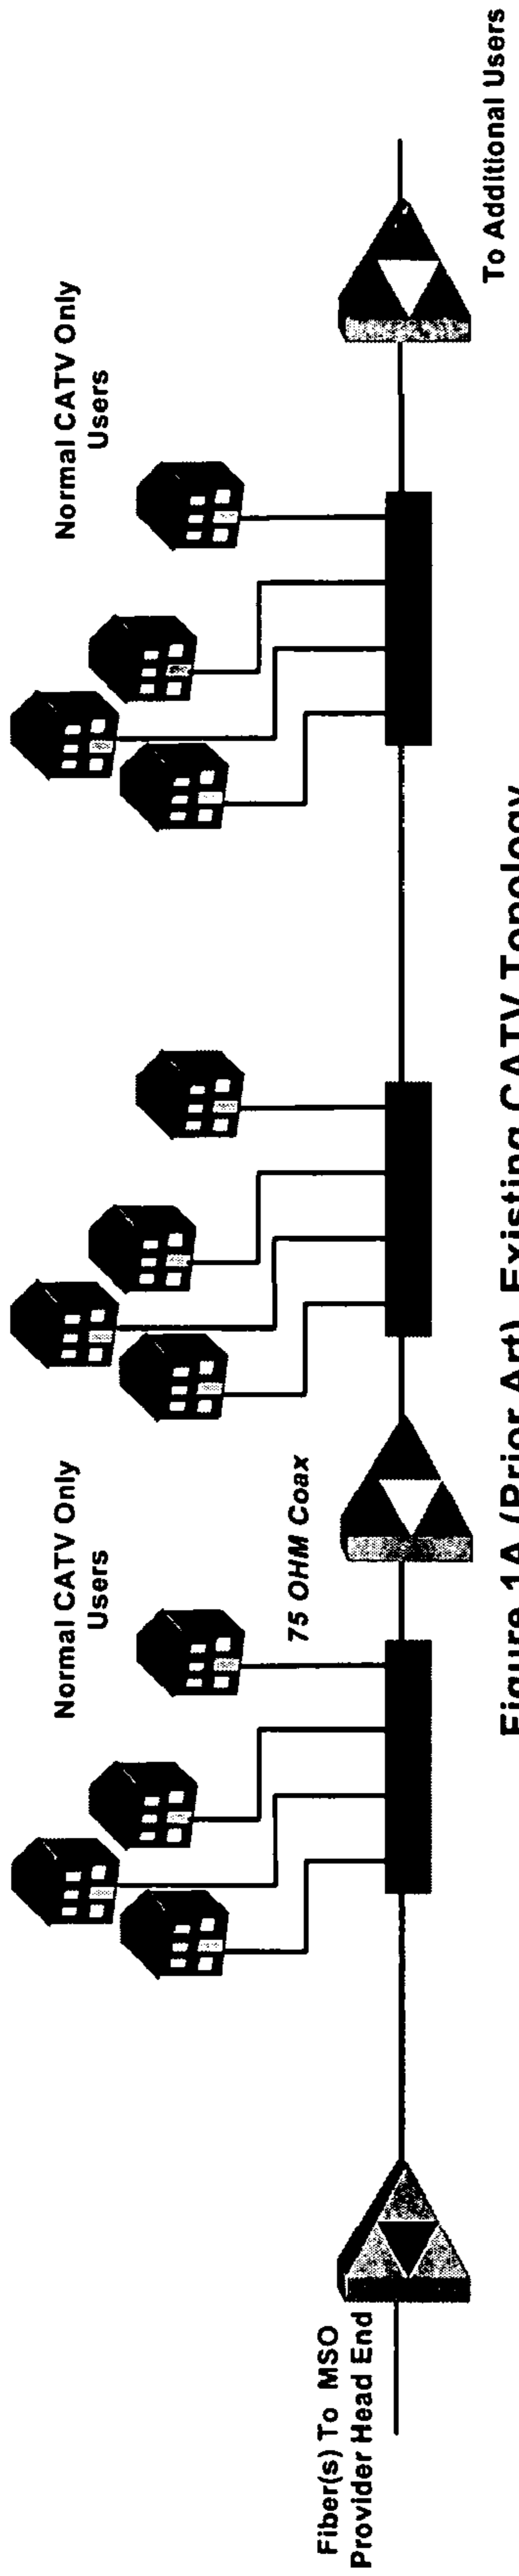 Fiber(s) To MSO
Provider Head End
Normal CATV Only
Users
75 OHM Coax
Normal CATV Only
Users
To Additional Users
Figure 1A (Prior Art) Existing CATV Topology